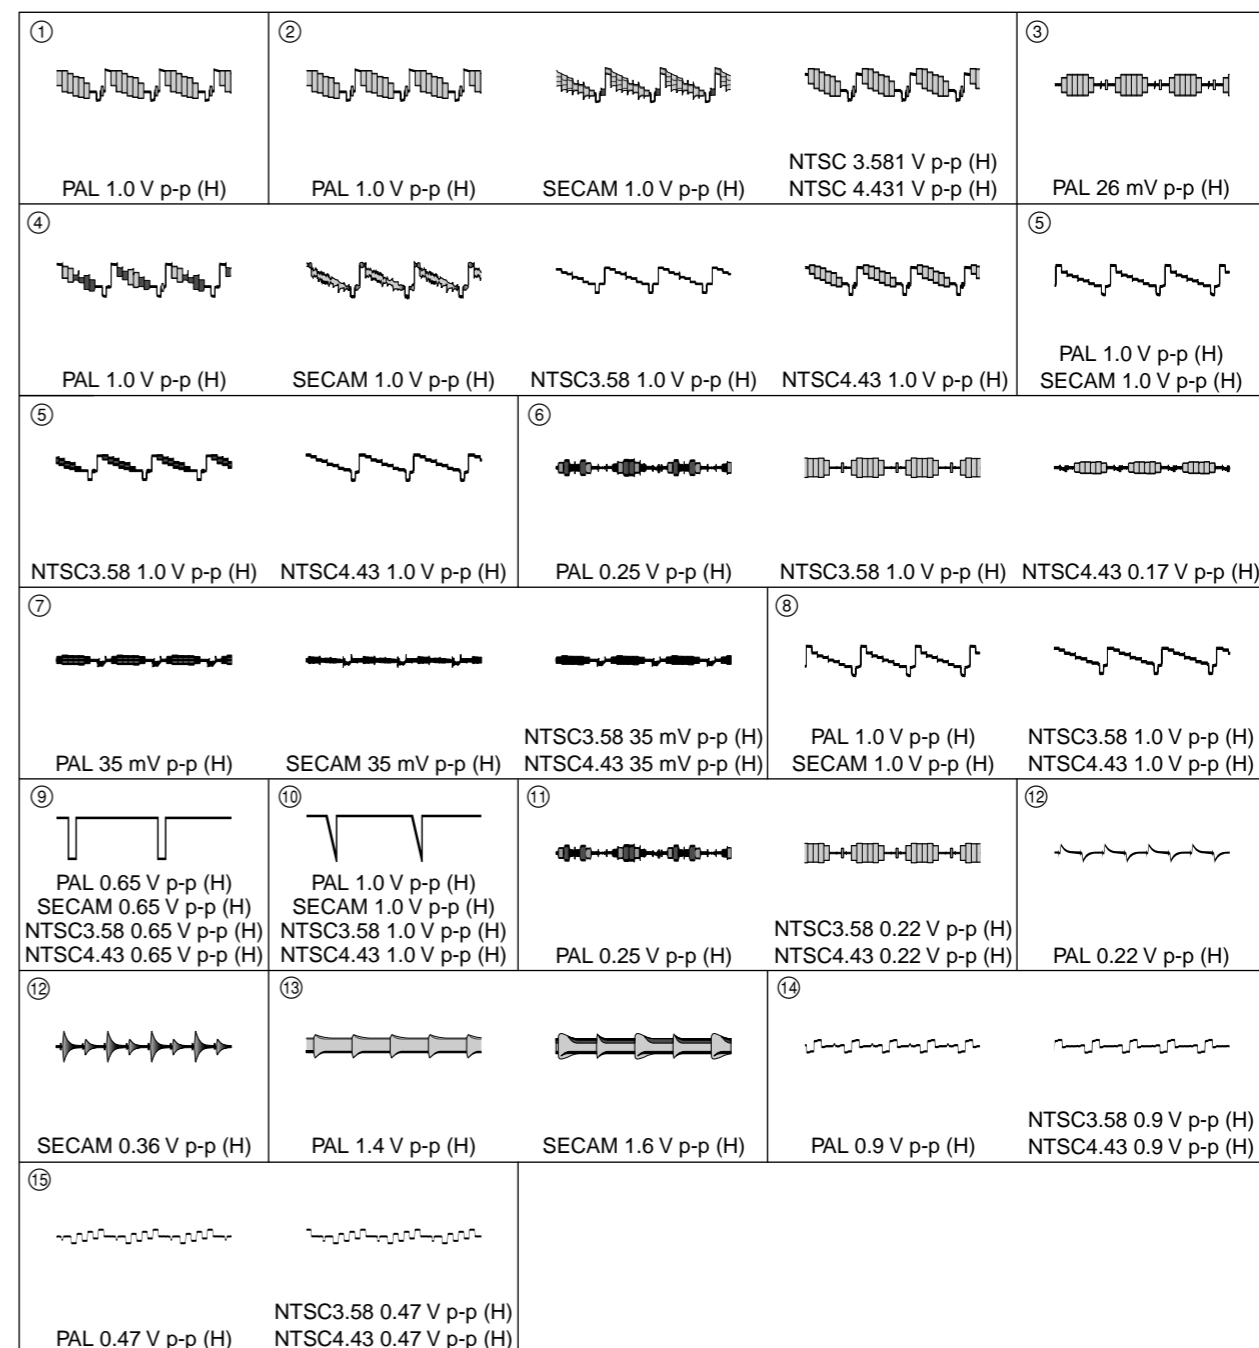 ①
PAL 1.0 V p-p (H)
②
PAL 1.0 V p-p (H)
SECAM 1.0 V p-p (H)
NTSC 3.581 V p-p (H)
NTSC 4.431 V p-p (H)
③
PAL 26 mV p-p (H)
④
PAL 1.0 V p-p (H)
SECAM 1.0 V p-p (H)
NTSC3.58 1.0 V p-p (H)
NTSC4.43 1.0 V p-p (H)
⑤
PAL 1.0 V p-p (H)
SECAM 1.0 V p-p (H)
⑤
NTSC3.58 1.0 V p-p (H)
NTSC4.43 1.0 V p-p (H)
⑥
PAL 0.25 V p-p (H)
NTSC3.58 1.0 V p-p (H)
NTSC4.43 0.17 V p-p (H)
⑦
PAL 35 mV p-p (H)
SECAM 35 mV p-p (H)
NTSC3.58 35 mV p-p (H)
NTSC4.43 35 mV p-p (H)
⑧
PAL 1.0 V p-p (H)
SECAM 1.0 V p-p (H)
NTSC3.58 1.0 V p-p (H)
NTSC4.43 1.0 V p-p (H)
⑨
PAL 0.65 V p-p (H)
SECAM 0.65 V p-p (H)
NTSC3.58 0.65 V p-p (H)
NTSC4.43 0.65 V p-p (H)
⑩
PAL 1.0 V p-p (H)
SECAM 1.0 V p-p (H)
NTSC3.58 1.0 V p-p (H)
NTSC4.43 1.0 V p-p (H)
⑪
PAL 0.25 V p-p (H)
NTSC3.58 0.22 V p-p (H)
NTSC4.43 0.22 V p-p (H)
⑫
PAL 0.22 V p-p (H)
⑫
SECAM 0.36 V p-p (H)
⑬
PAL 1.4 V p-p (H)
SECAM 1.6 V p-p (H)
⑭
PAL 0.9 V p-p (H)
NTSC3.58 0.9 V p-p (H)
NTSC4.43 0.9 V p-p (H)
⑮
PAL 0.47 V p-p (H)
NTSC3.58 0.47 V p-p (H)
NTSC4.43 0.47 V p-p (H)